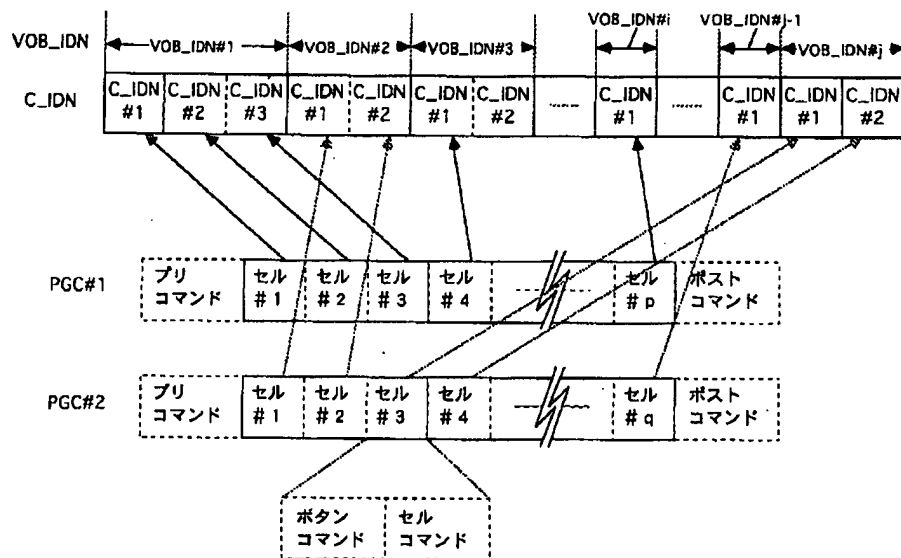 VOB_IDN VOB_IDN#1 VOB_IDN#2 VOB_IDN#3 VOB_IDN#i VOB_IDN#j-1 VOB_IDN#j
C_IDN C_IDN #1 C_IDN #2 C_IDN #3 C_IDN #1 C_IDN #2 C_IDN #1 C_IDN #2 ...... C_IDN #1 ...... C_IDN #1 C_IDN #1 C_IDN #2
PGC#1 プリ コマンド セル #1 セル #2 セル #3 セル #4 セル #p ポスト コマンド
PGC#2 プリ コマンド セル #1 セル #2 セル #3 セル #4 セル #q ポスト コマンド
ボタン コマンド セル コマンド